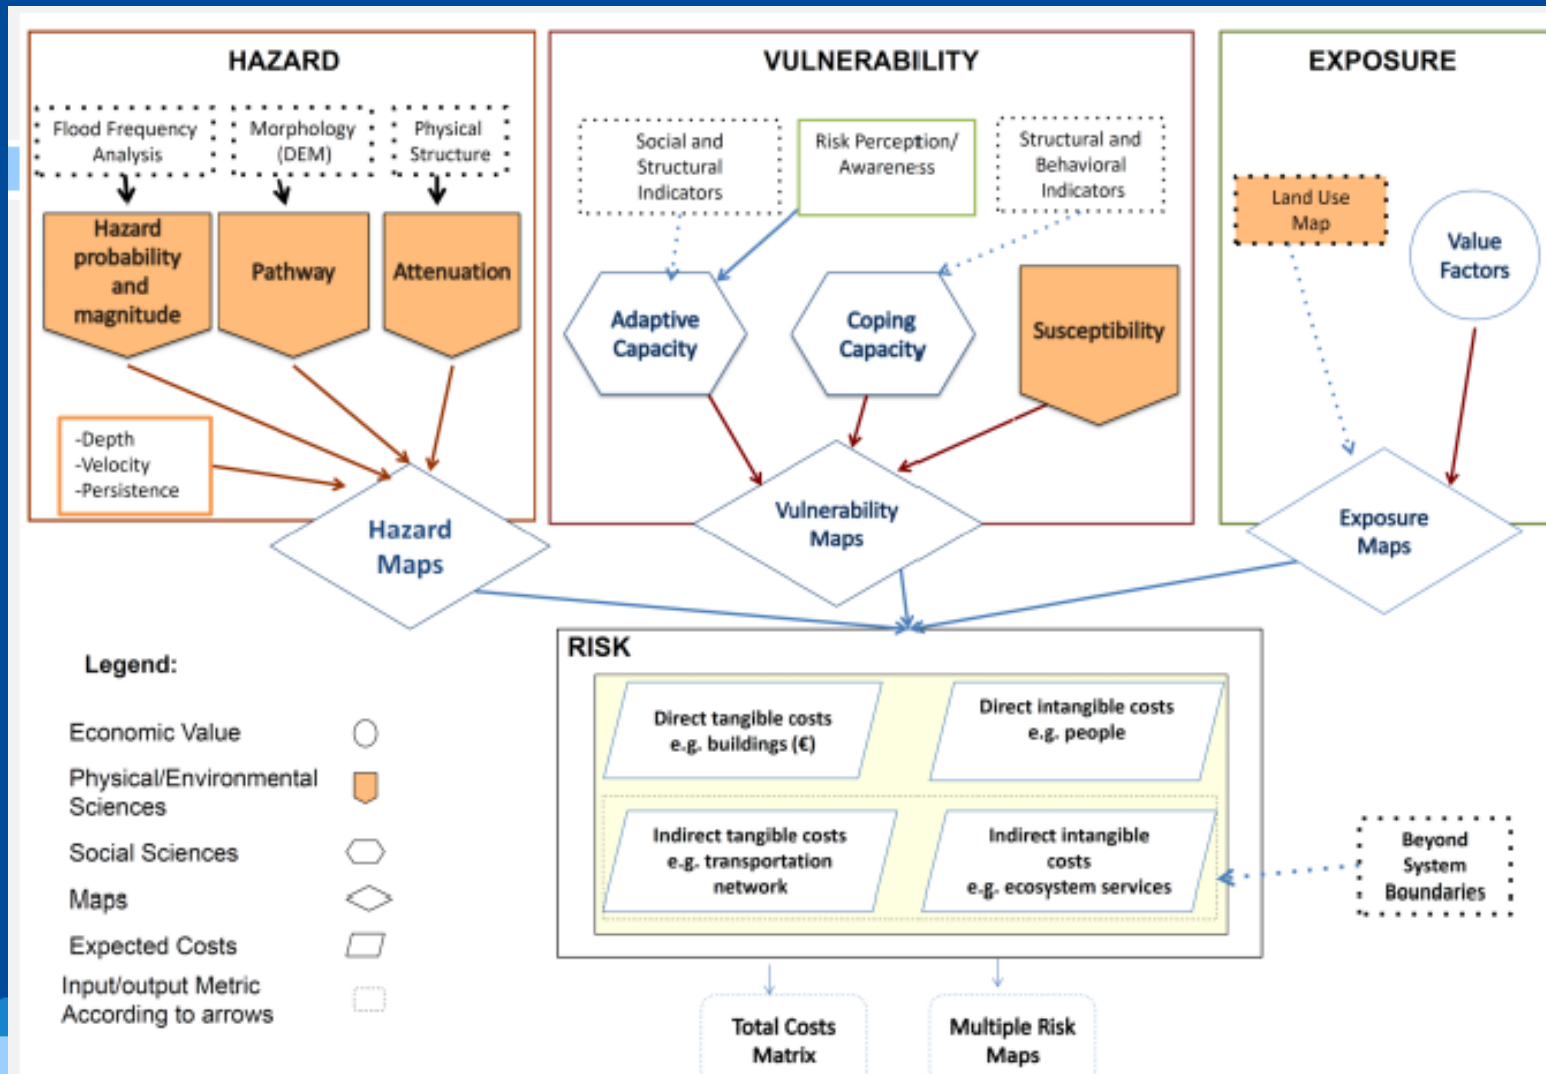 HAZARD
Flood Frequency
Analysis
Morphology
(DEM)
Physical
Structure
Hazard
probability
and
magnitude
Pathway
Attenuation
-Depth
-Velocity
-Persistence
Hazard
Maps
VULNERABILITY
Social and
Structural
Indicators
Risk Perception/
Awareness
Structural and
Behavioral
Indicators
Adaptive
Capacity
Coping
Capacity
Susceptibility
Vulnerability
Maps
EXPOSURE
Land Use
Map
Value
Factors
Exposure
Maps
RISK
Direct tangible costs
e.g. buildings (€)
Direct intangible costs
e.g. people
Indirect tangible costs
e.g. transportation
network
Indirect intangible
costs
e.g. ecosystem services
Beyond
System
Boundaries
Total Costs
Matrix
Multiple Risk
Maps
Legend:
Economic Value
Physical/Environmental
Sciences
Social Sciences
Maps
Expected Costs
Input/output Metric
According to arrows